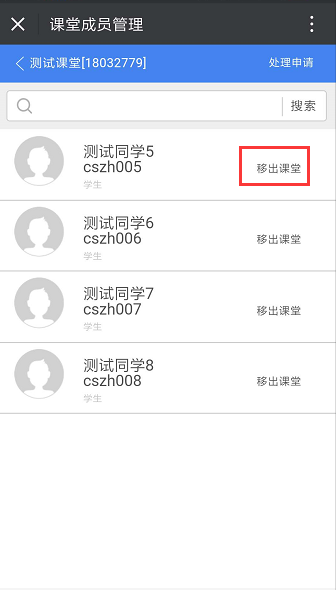 课堂成员管理
测试课堂[18032779]
处理申请
搜索
测试同学5
cszh005
学生
移出课堂
测试同学6
cszh006
学生
移出课堂
测试同学7
cszh007
学生
移出课堂
测试同学8
cszh008
学生
移出课堂